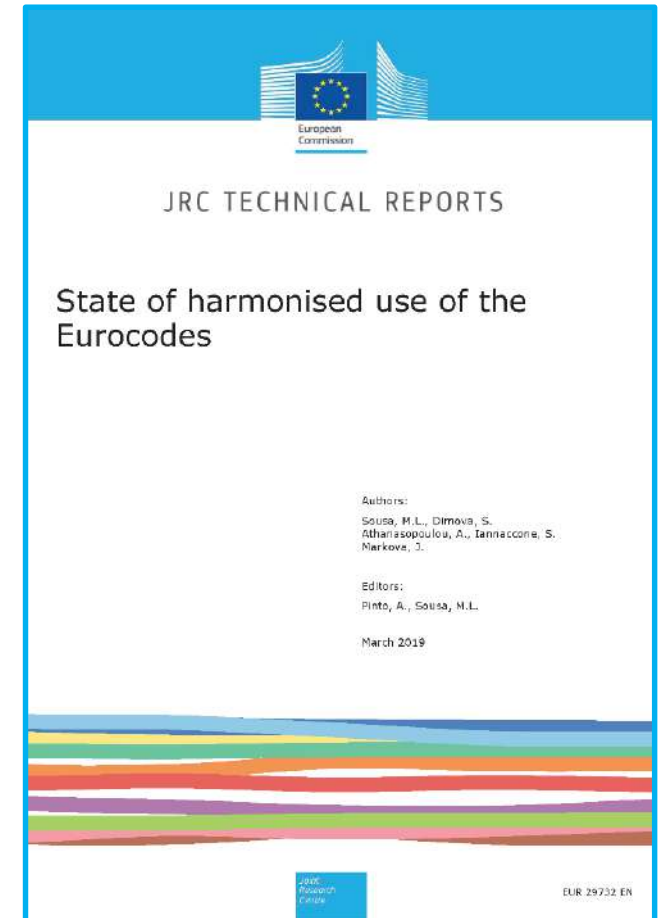 European
Commission
JRC TECHNICAL REPORTS
State of harmonised use of the
Eurocodes
Authors:
Sousa, M.L., Dimova, S.
Athanasopoulou, A., Iannaccone, S.
Markova, J.
Editors:
Pinto, A., Sousa, M.L.
March 2019
Joint
Research
Centre
EUR 29732 EN